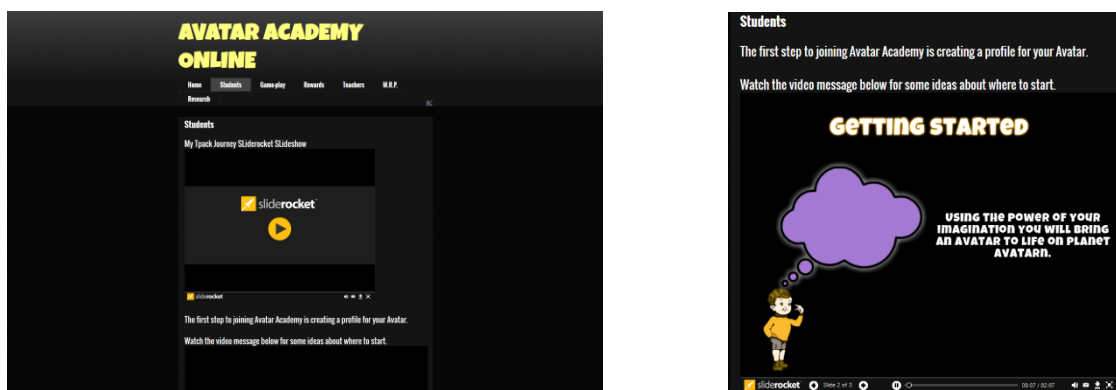 AVATAR ACADEMY
ONLINE
Home Students Game-play Rewards Teachers M.R.P.
Research
Students
My Tpack Journey SLiderocket SLideshow
sliderocket
sliderocket
The first step to joining Avatar Academy is creating a profile for your Avatar.
Watch the video message below for some ideas about where to start.
Students
The first step to joining Avatar Academy is creating a profile for your Avatar.
Watch the video message below for some ideas about where to start.
GETTING STARTED
USING THE POWER OF YOUR
IMAGINATION YOU WILL BRING
AN AVATAR TO LIFE ON PLANET
AVATARN.
sliderocket Slide 2 of 3 00:07 / 02:07